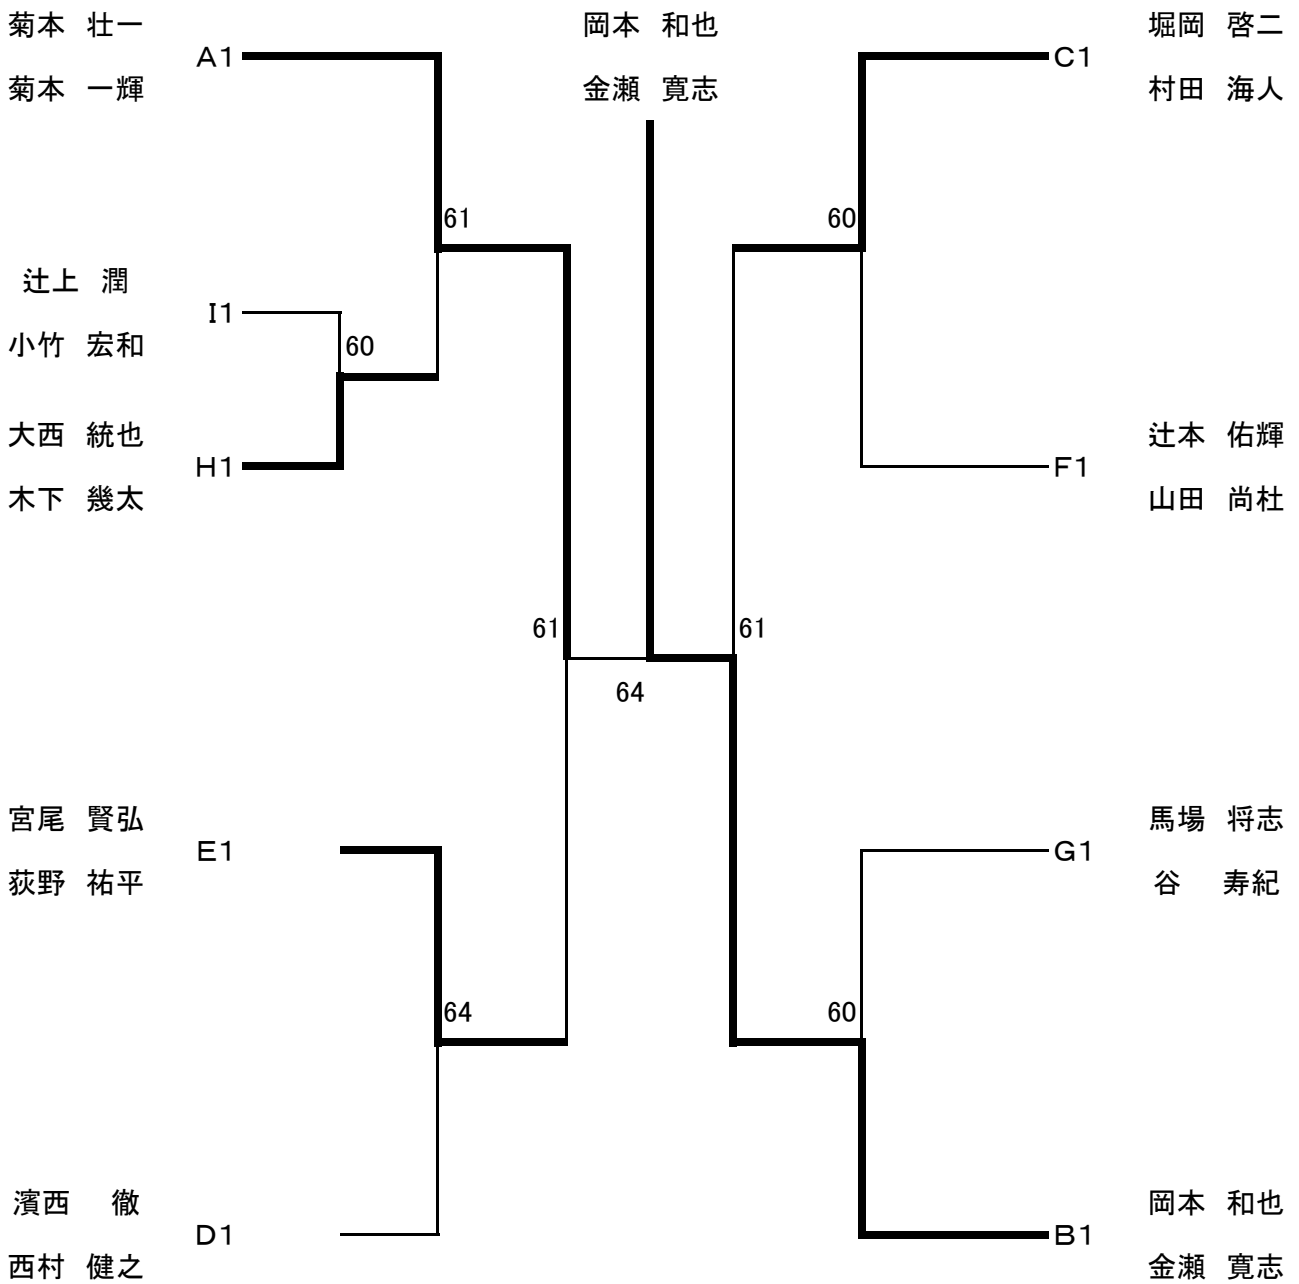 菊本 壮一
岡本 和也
堀岡 啓二
A1
C1
菊本 一輝
金瀬 寛志
村田 海人
61
60
辻上 潤
I1
小竹 宏和
60
大西 統也
辻本 佑輝
H1
F1
木下 幾太
山田 尚杜
61
61
64
宮尾 賢弘
馬場 将志
E1
G1
荻野 祐平
谷 寿紀
64
60
濱西 徹
岡本 和也
D1
B1
西村 健之
金瀬 寛志